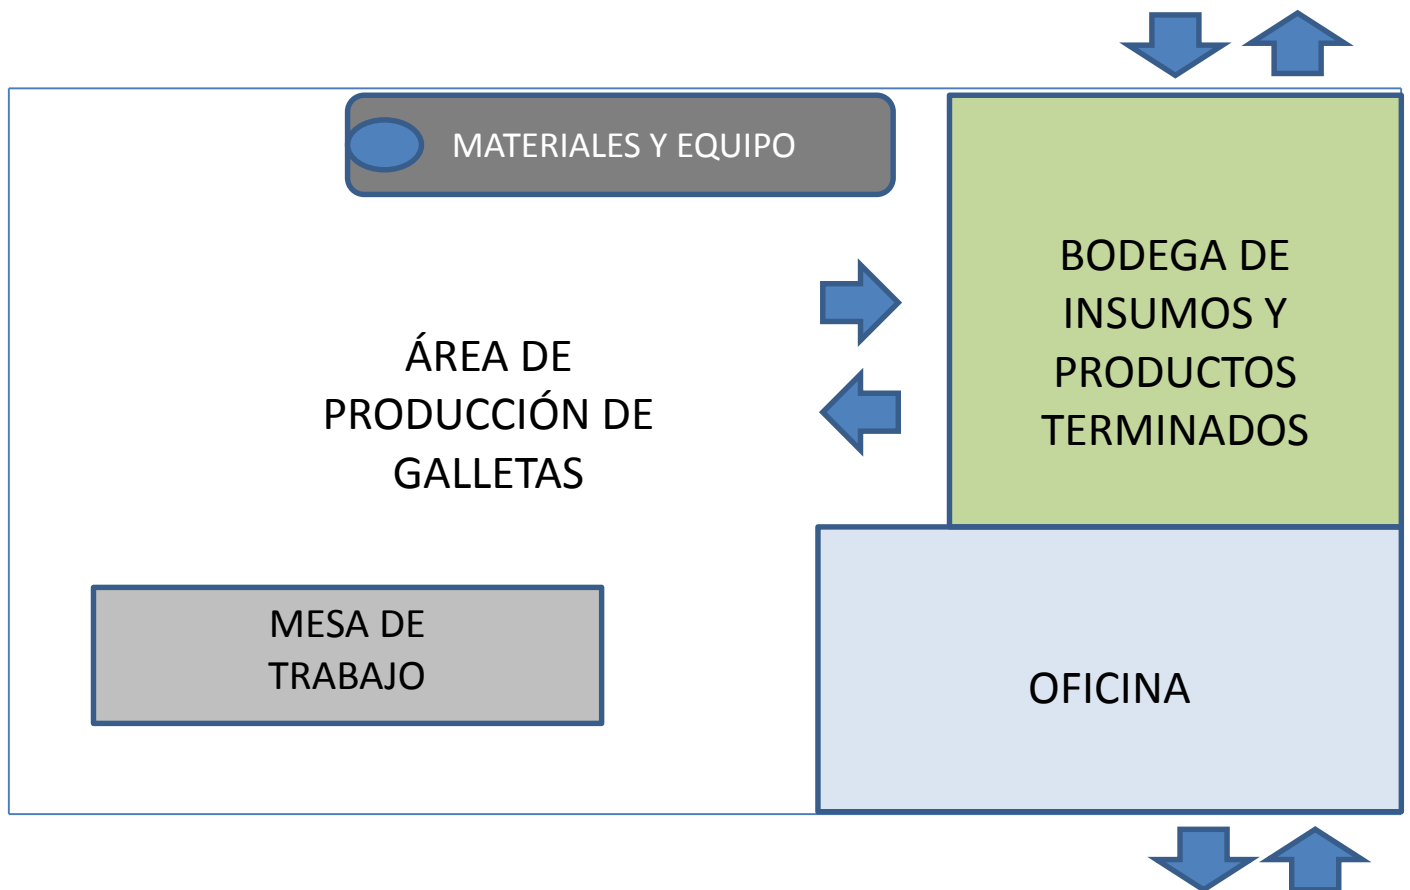 MATERIALES Y EQUIPO
BODEGA DE
INSUMOS Y
PRODUCTOS
TERMINADOS
ÁREA DE
PRODUCCIÓN DE
GALLETAS
MESA DE
TRABAJO
OFICINA